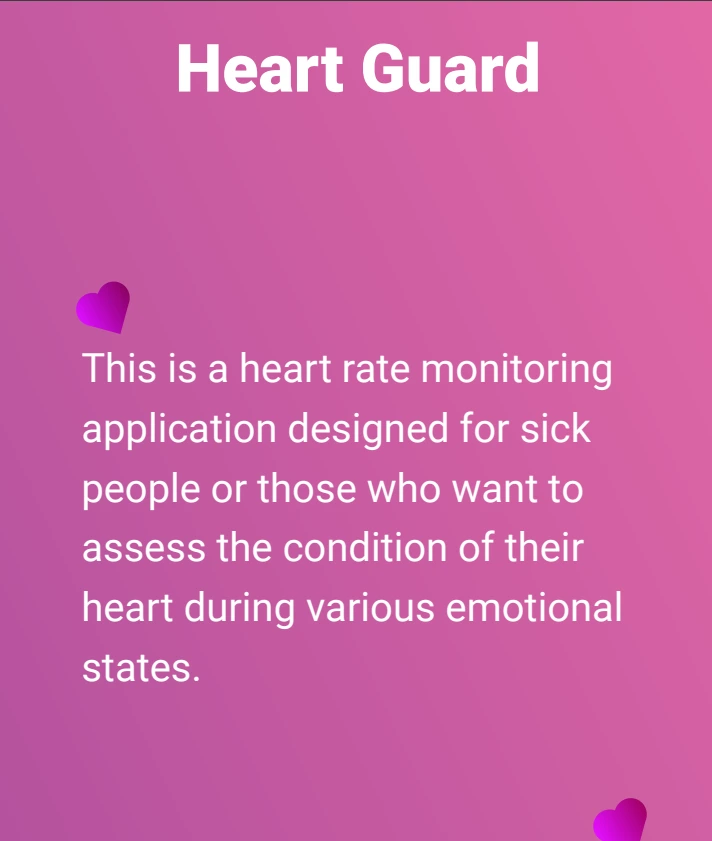 Heart Guard
This is a heart rate monitoring
application designed for sick
people or those who want to
assess the condition of their
heart during various emotional
states.